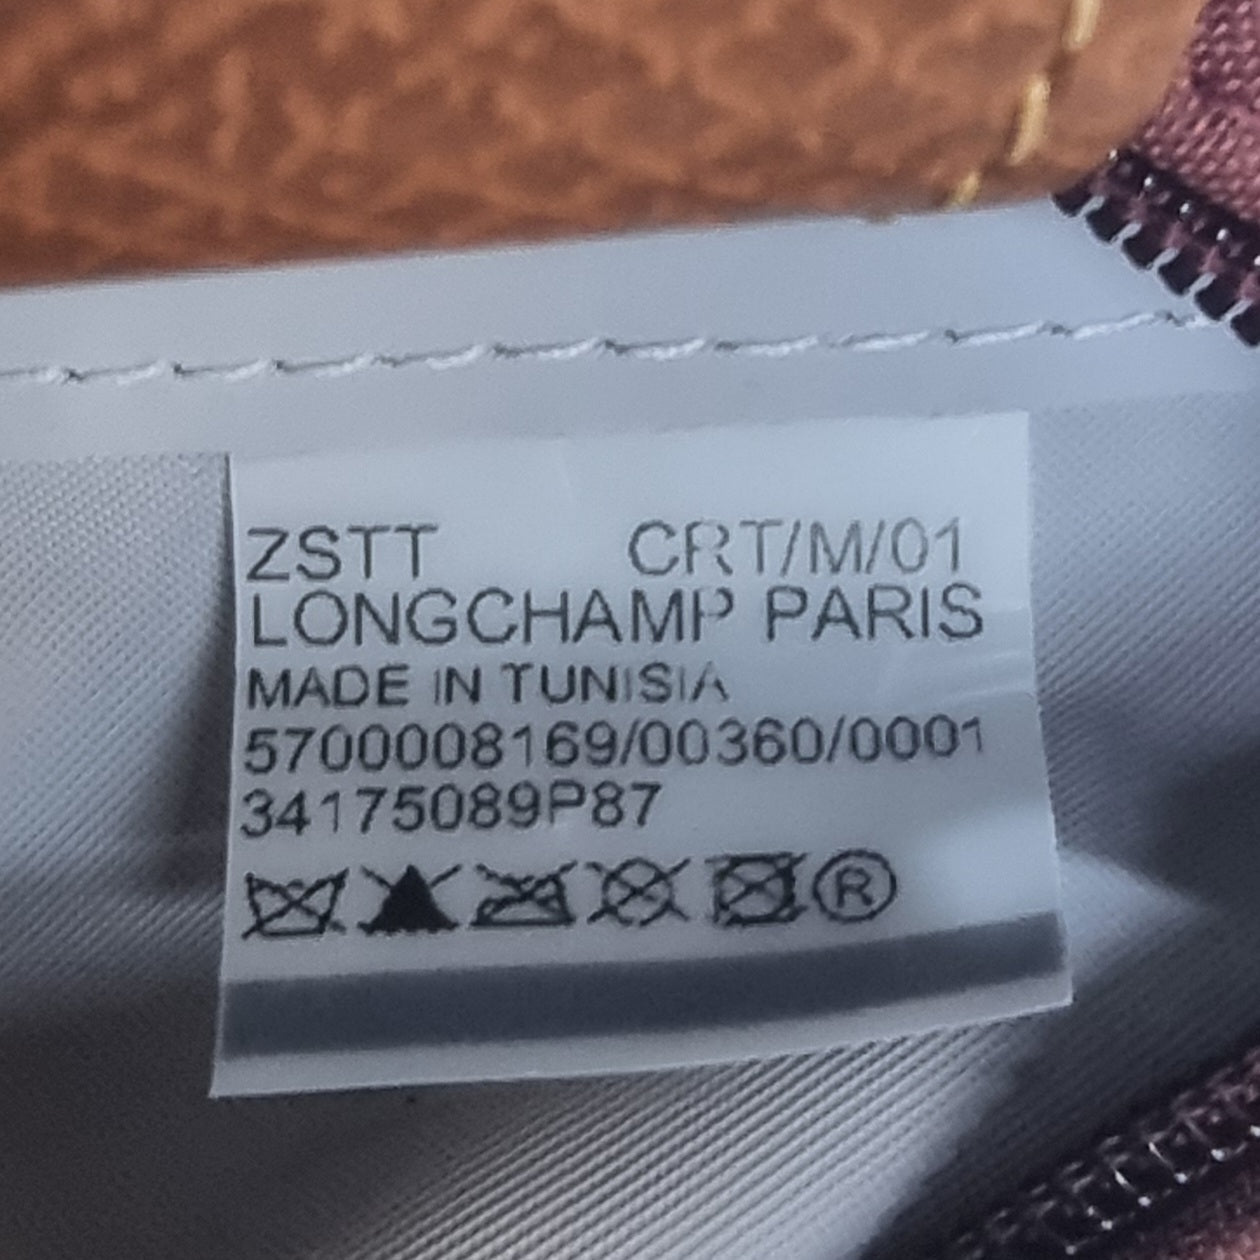 ZSTT CRT/M/01
LONGCHAMP PARIS
MADE IN TUNISIA
5700008169/00360/0001
34175089P87
®